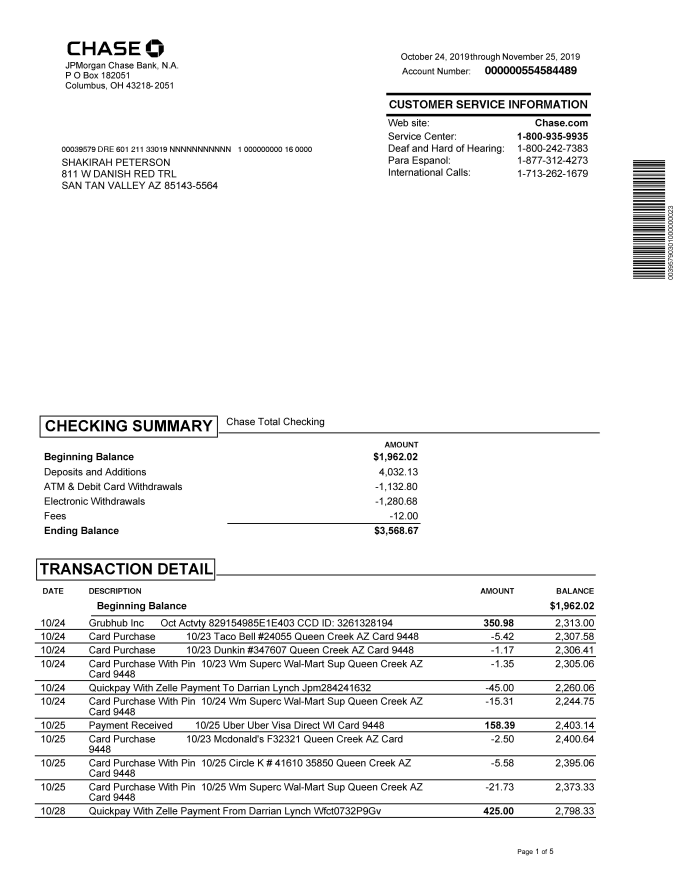 CHASE
JPMorgan Chase Bank, N.A.
P O Box 182051
Columbus, OH 43218-2051
October 24, 2019through November 25, 2019
Account Number: 000000554584489
CUSTOMER SERVICE INFORMATION
Web site: Chase.com
Service Center: 1-800-935-9935
Deaf and Hard of Hearing: 1-800-242-7383
Para Espanol: 1-877-312-4273
International Calls: 1-713-262-1679
00039579 DRE 601 211 33019 NNNNNNNNNNN 1 000000000 16 0000
SHAKIRAH PETERSON
811 W DANISH RED TRL
SAN TAN VALLEY AZ 85143-5564
CHECKING SUMMARY Chase Total Checking
AMOUNT
Beginning Balance $1,962.02
Deposits and Additions 4,032.13
ATM & Debit Card Withdrawals -1,132.80
Electronic Withdrawals -1,280.68
Fees -12.00
Ending Balance $3,568.67
TRANSACTION DETAIL
DATE DESCRIPTION AMOUNT BALANCE
Beginning Balance $1,962.02
10/24 Grubhub Inc Oct Actvty 829154985E1E403 CCD ID: 3261328194 350.98 2,313.00
10/24 Card Purchase 10/23 Taco Bell #24055 Queen Creek AZ Card 9448 -5.42 2,307.58
10/24 Card Purchase 10/23 Dunkin #347607 Queen Creek AZ Card 9448 -1.17 2,306.41
10/24 Card Purchase With Pin 10/23 Wm Superc Wal-Mart Sup Queen Creek AZ -1.35 2,305.06
Card 9448
10/24 Quickpay With Zelle Payment To Darrian Lynch Jpm284241632 -45.00 2,260.06
10/24 Card Purchase With Pin 10/24 Wm Superc Wal-Mart Sup Queen Creek AZ -15.31 2,244.75
Card 9448
10/25 Payment Received 10/25 Uber Uber Visa Direct WI Card 9448 158.39 2,403.14
10/25 Card Purchase 10/23 Mcdonald's F32321 Queen Creek AZ Card -2.50 2,400.64
9448
10/25 Card Purchase With Pin 10/25 Circle K # 41610 35850 Queen Creek AZ -5.58 2,395.06
Card 9448
10/25 Card Purchase With Pin 10/25 Wm Superc Wal-Mart Sup Queen Creek AZ -21.73 2,373.33
Card 9448
10/28 Quickpay With Zelle Payment From Darrian Lynch Wfct0732P9Gv 425.00 2,798.33
Page 1 of 5